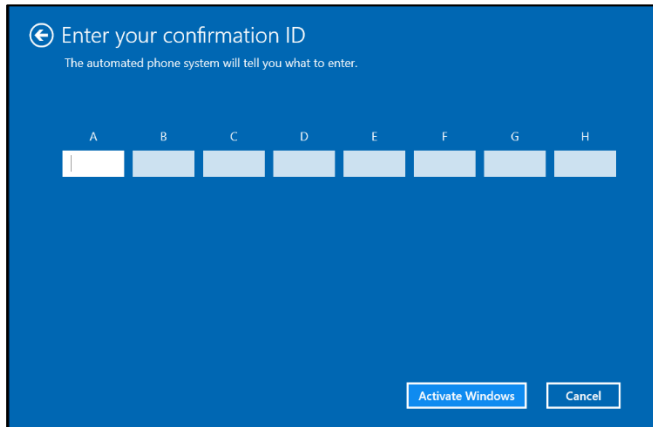 Enter your confirmation ID
The automated phone system will tell you what to enter.
A B C D E F G H
Activate Windows Cancel